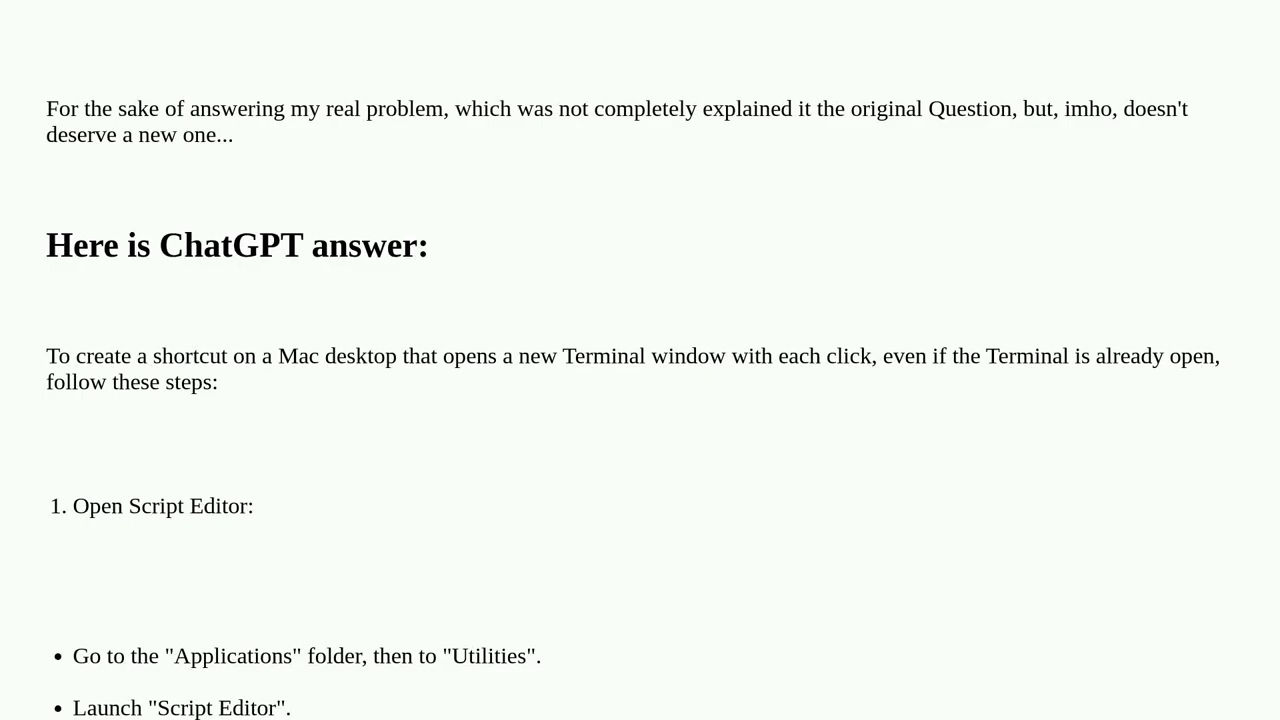 For the sake of answering my real problem, which was not completely explained it the original Question, but, imho, doesn't
deserve a new one...
Here is ChatGPT answer:
To create a shortcut on a Mac desktop that opens a new Terminal window with each click, even if the Terminal is already open,
follow these steps:
1. Open Script Editor:
• Go to the "Applications" folder, then to "Utilities".
• Launch "Script Editor".